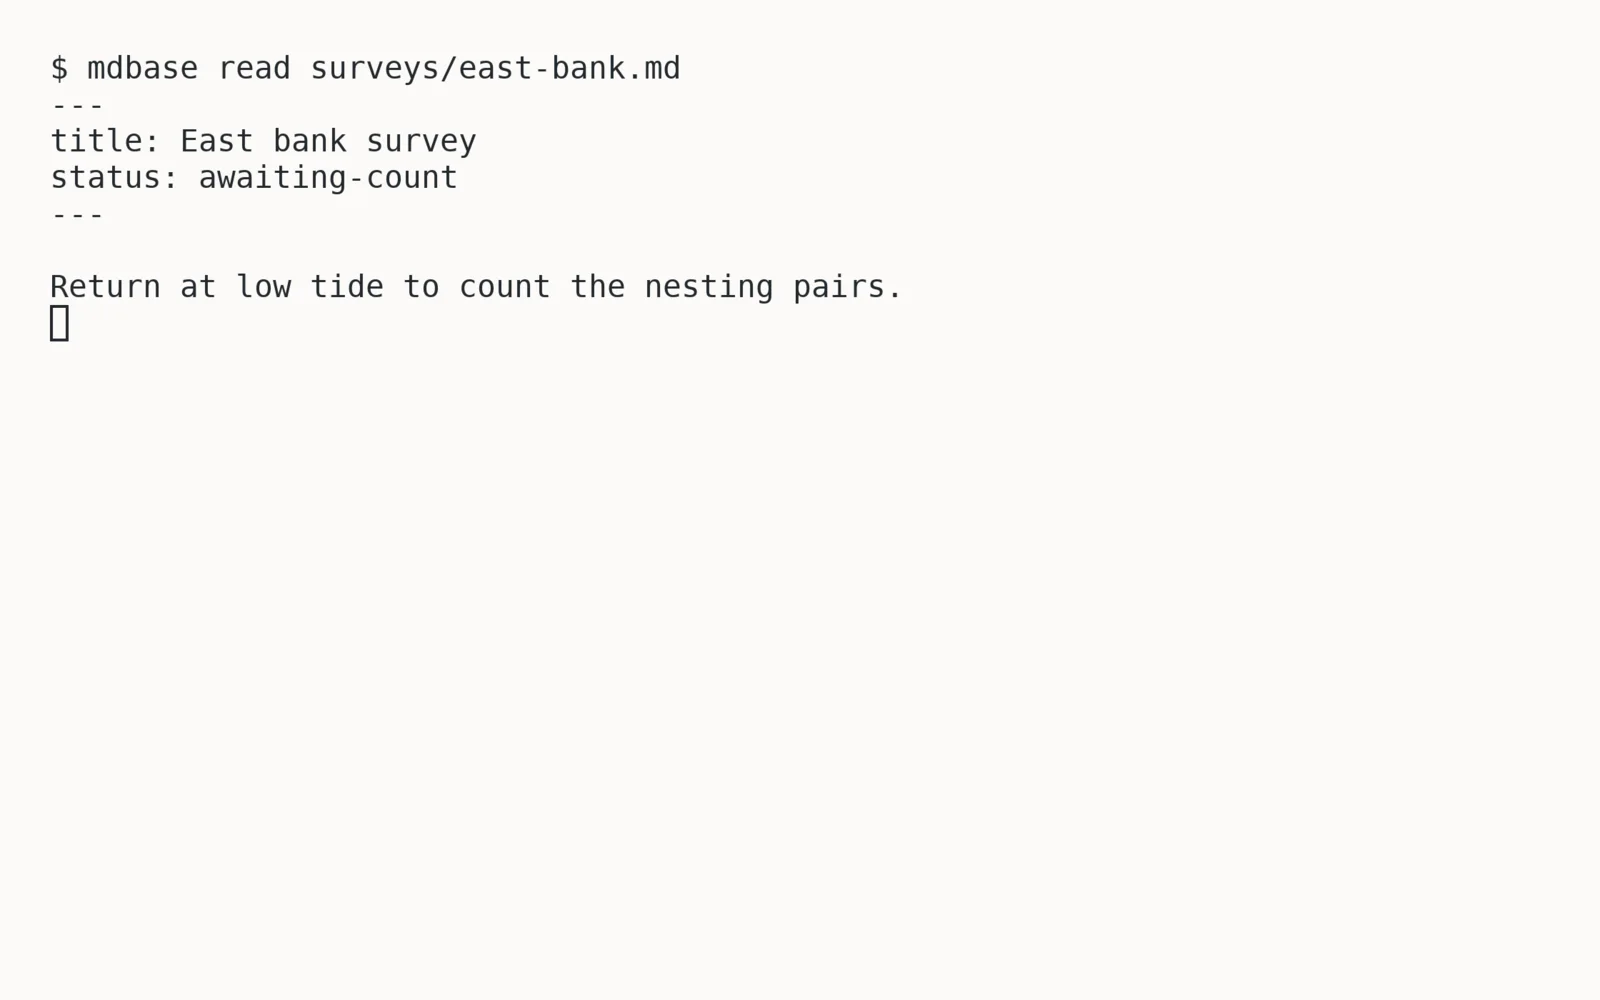 $ mdbase read surveys/east-bank.md
---
title: East bank survey
status: awaiting-count
---

Return at low tide to count the nesting pairs.